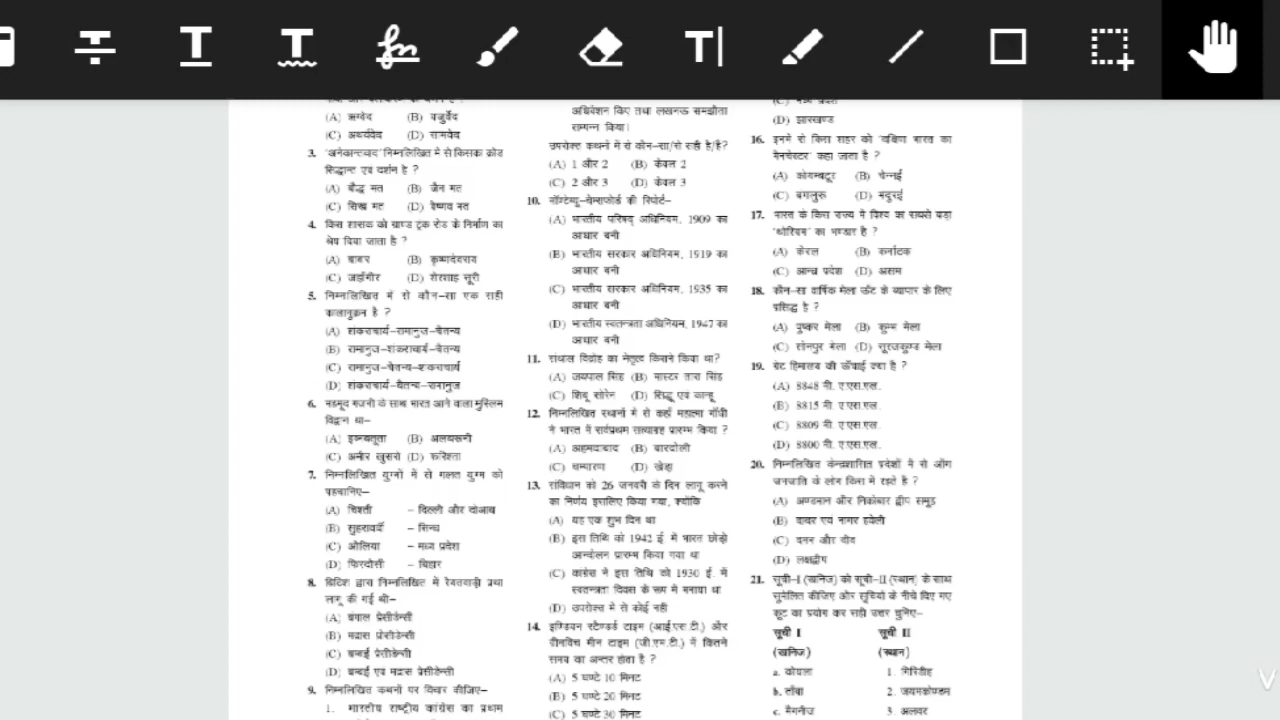 (A) ऋग्वेद (B) यजुर्वेद
(C) अथर्ववेद (D) सामवेद
3. 'अनेकान्तवाद' निम्नलिखित में से किसका क्रोड
सिद्धान्त एवं दर्शन है ?
(A) बौद्ध मत (B) जैन मत
(C) सिख मत (D) वैष्णव मत
4. किस शासक को ग्राण्ड ट्रंक रोड के निर्माण का
श्रेय दिया जाता है ?
(A) बाबर (B) कृष्णदेवराय
(C) जहाँगीर (D) शेरशाह सूरी
5. निम्नलिखित में से कौन-सा एक सही
कालानुक्रम है ?
(A) शंकराचार्य-रामानुज-चैतन्य
(B) रामानुज-शंकराचार्य-चैतन्य
(C) रामानुज-चैतन्य-शंकराचार्य
(D) शंकराचार्य-चैतन्य-रामानुज
6. महमूद गजनी के साथ भारत आने वाला मुस्लिम
विद्वान था-
(A) इब्नबतूता (B) अलबरूनी
(C) अमीर खुसरो (D) फरिश्ता
7. निम्नलिखित युग्मों में से गलत युग्म को
पहचानिए-
(A) चिश्ती - दिल्ली और दोआब
(B) सुहरावर्दी - सिन्ध
(C) औलिया - मध्य प्रदेश
(D) फिरदौसी - बिहार
8. ब्रिटिश द्वारा निम्नलिखित में रैयतवाड़ी प्रथा
लागू की गई थी-
(A) बंगाल प्रेसीडेन्सी
(B) मद्रास प्रेसीडेन्सी
(C) बम्बई प्रेसीडेन्सी
(D) बम्बई एवं मद्रास प्रेसीडेन्सी
9. निम्नलिखित कथनों पर विचार कीजिए-
1. भारतीय राष्ट्रीय कांग्रेस का प्रथम
अधिवेशन किए तथा लखनऊ समझौता
सम्पन्न किया।
उपरोक्त कथनों में से कौन-सा/से सही है/हैं?
(A) 1 और 2 (B) केवल 2
(C) 2 और 3 (D) केवल 3
10. मॉण्टेग्यू-चेम्सफोर्ड की रिपोर्ट-
(A) भारतीय परिषद् अधिनियम, 1909 का
आधार बनी
(B) भारतीय सरकार अधिनियम, 1919 का
आधार बनी
(C) भारतीय सरकार अधिनियम, 1935 का
आधार बनी
(D) भारतीय स्वतन्त्रता अधिनियम, 1947 का
आधार बनी
11. संथाल विद्रोह का नेतृत्व किसने किया था?
(A) जयपाल सिंह (B) मास्टर तारा सिंह
(C) शिबू सोरेन (D) सिद्धू एवं कान्हू
12. निम्नलिखित स्थानों में से कहाँ महात्मा गाँधी
ने भारत में सर्वप्रथम सत्याग्रह प्रारम्भ किया ?
(A) अहमदाबाद (B) बारदोली
(C) चम्पारण (D) खेड़ा
13. संविधान को 26 जनवरी के दिन लागू करने
का निर्णय इसलिए किया गया, क्योंकि
(A) यह एक शुभ दिन था
(B) इस तिथि को 1942 ई. में भारत छोड़ो
आन्दोलन प्रारम्भ किया गया था
(C) कांग्रेस ने इस तिथि को 1930 ई. में
स्वतन्त्रता दिवस के रूप में मनाया था
(D) उपरोक्त में से कोई नहीं
14. इण्डियन स्टैण्डर्ड टाइम (आई.एस.टी.) और
ग्रीनविच मीन टाइम (जी.एम.टी.) में कितने
समय का अन्तर होता है ?
(A) 5 घण्टे 10 मिनट
(B) 5 घण्टे 20 मिनट
(C) 5 घण्टे 30 मिनट
(C) मध्य प्रदेश
(D) झारखण्ड
16. इनमें से किस शहर को 'दक्षिण भारत का
मैनचेस्टर' कहा जाता है ?
(A) कोयम्बटूर (B) चेन्नई
(C) बंगालुरू (D) मदुरई
17. भारत के किस राज्य में विश्व का सबसे बड़ा
'थोरियम' का भण्डार है ?
(A) केरल (B) कर्नाटक
(C) आन्ध्र प्रदेश (D) असम
18. कौन-सा वार्षिक मेला ऊँट के व्यापार के लिए
प्रसिद्ध है ?
(A) पुष्कर मेला (B) कुम्भ मेला
(C) सोनपुर मेला (D) सूरजकुण्ड मेला
19. ग्रेट हिमालय की ऊँचाई क्या है ?
(A) 8848 मी. ए.एस.एल.
(B) 8815 मी. ए.एस.एल.
(C) 8809 मी. ए.एस.एल.
(D) 8800 मी. ए.एस.एल.
20. निम्नलिखित केन्द्रशासित प्रदेशों में से ओंग
जनजाति के लोग किस में रहते है ?
(A) अण्डमान और निकोबार द्वीप समूह
(B) दादर एवं नागर हवेली
(C) दमन और दीव
(D) लक्षद्वीप
21. सूची-I (खनिज) को सूची-II (स्थान) के साथ
सुमेलित कीजिए और सूचियों के नीचे दिए गए
कूट का प्रयोग कर सही उत्तर चुनिए-
सूची I सूची II
(खनिज) (स्थान)
a. कोयला 1. गिरिडीह
b. ताँबा 2. जयमकोण्डम
c. मैंगनीज 3. अलवर